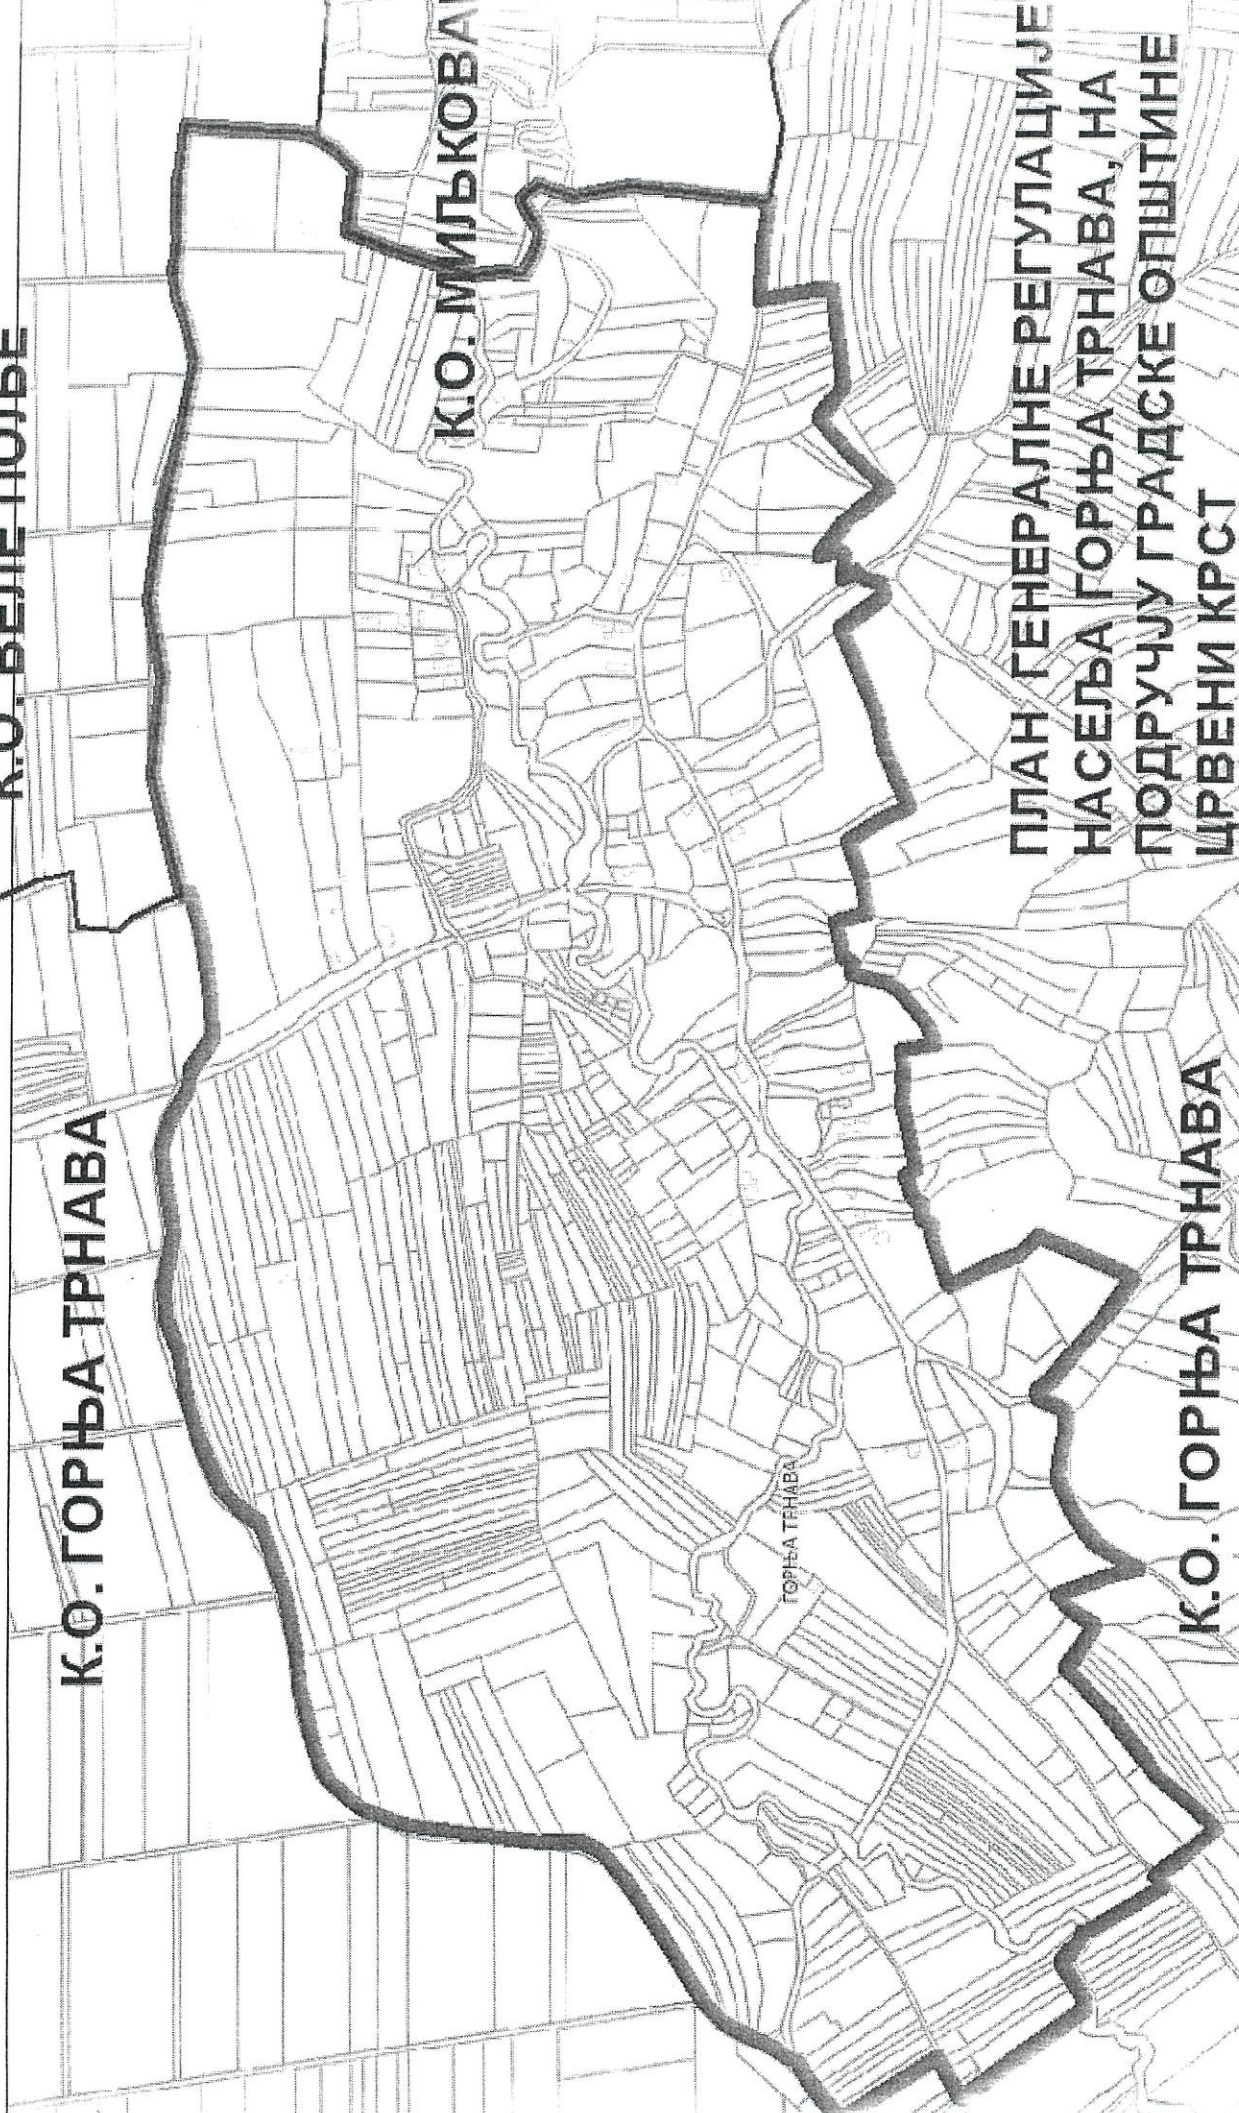 К.О. ВЕЛЕ ПОЉЕ
К.О. ГОРЊА ТРНАВА
К.О. МИЉКОВА
ГОРЊА ТРНАВА
К.О. ГОРЊА ТРНАВА
ПЛАН ГЕНЕРАЛНЕ РЕГУЛАЦИЈЕ
НАСЕЉА ГОРЊА ТРНАВА, НА
ПОДРУЧЈУ ГРАДСКЕ ОПШТИНЕ
ЦРВЕНИ КРСТ